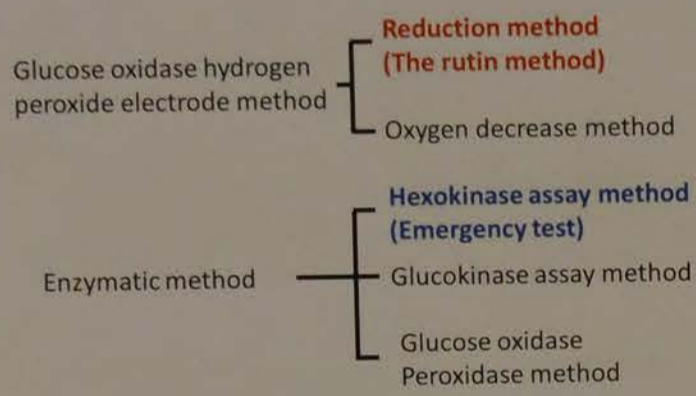 Glucose oxidase hydrogen
peroxide electrode method
Reduction method
(The rutin method)
Oxygen decrease method
Enzymatic method
Hexokinase assay method
(Emergency test)
Glucokinase assay method
Glucose oxidase
Peroxidase method